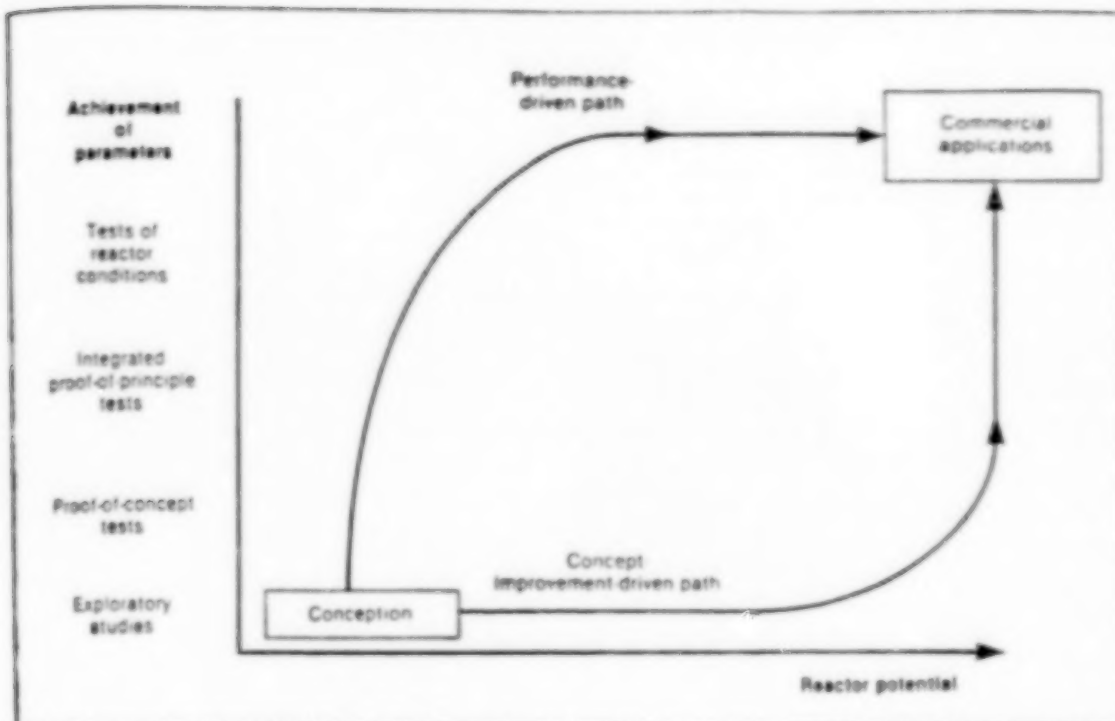 Performance-
driven path
Achievement
of
parameters
Commercial
applications
Tests of
reactor
conditions
Integrated
proof-of-principle
tests
Proof-of-concept
tests
Concept
improvement-driven path
Exploratory
studies
Conception
Reactor potential